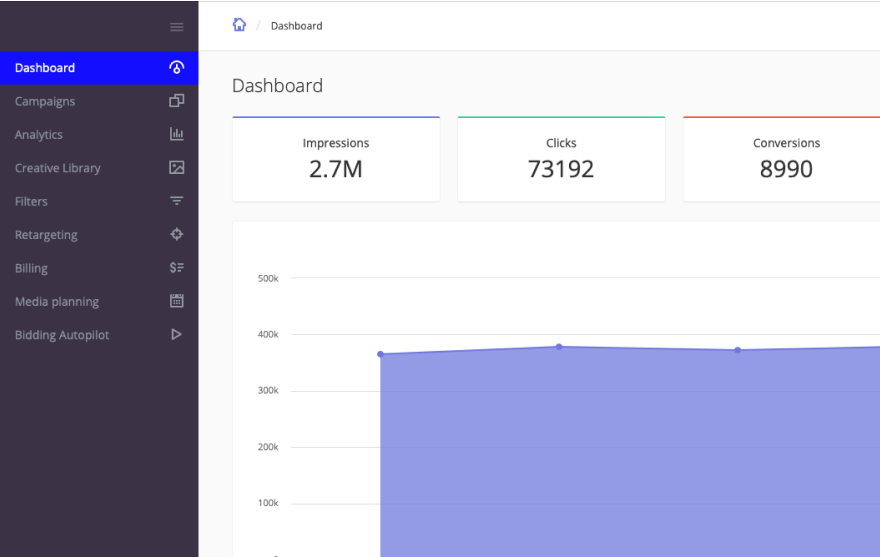 / Dashboard
Dashboard
Campaigns
Analytics
Creative Library
Filters
Retargeting
Billing
Media planning
Bidding Autopilot
Dashboard
Impressions
2.7M
Clicks
73192
Conversions
8990
500k
400k
300k
200k
100k